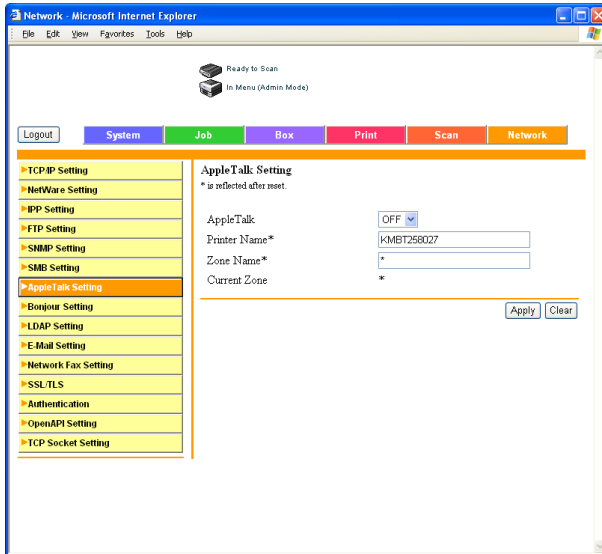 Network - Microsoft Internet Explorer
File Edit View Favorites Tools Help
Ready to Scan
In Menu (Admin Mode)
Logout System Job Box Print Scan Network
TCP/IP Setting
NetWare Setting
IPP Setting
FTP Setting
SNMP Setting
SMB Setting
AppleTalk Setting
Bonjour Setting
LDAP Setting
E-Mail Setting
Network Fax Setting
SSL/TLS
Authentication
OpenAPI Setting
TCP Socket Setting
AppleTalk Setting
* is reflected after reset.
AppleTalk OFF
Printer Name* KMBT258027
Zone Name* *
Current Zone *
Apply Clear